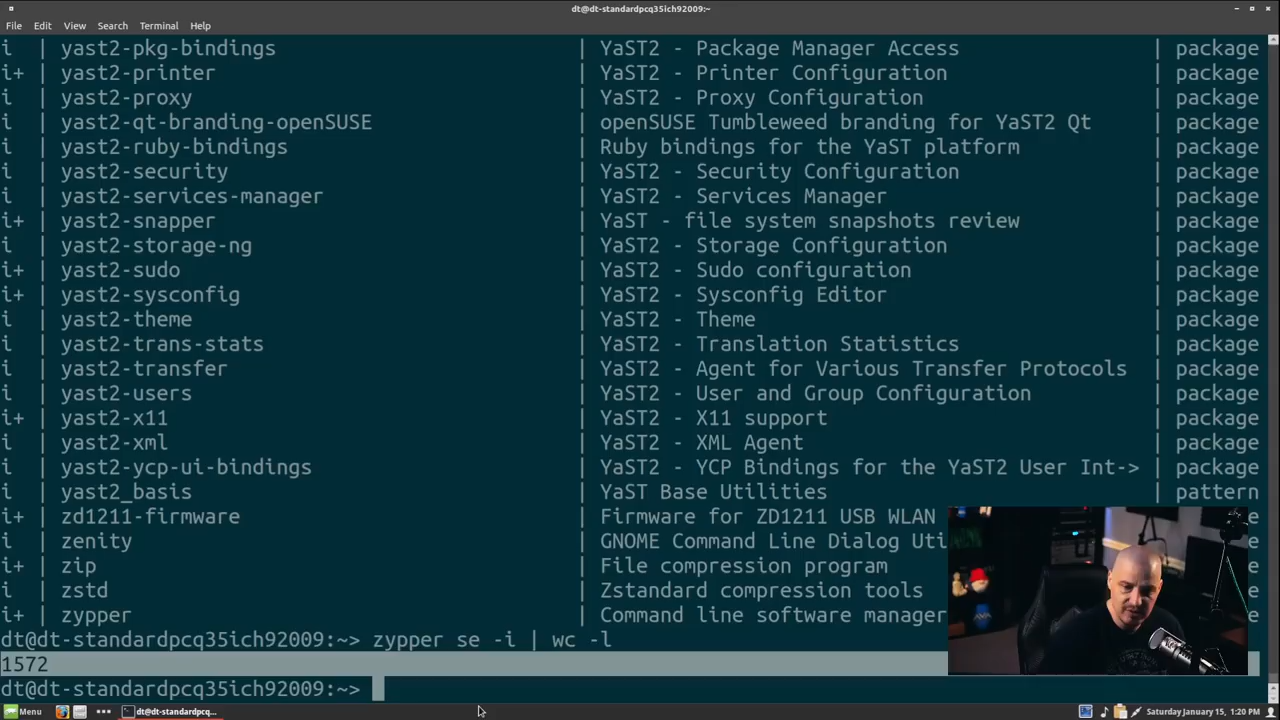 dt@dt-standardpcq35ich92009:~
File Edit View Search Terminal Help
i | yast2-pkg-bindings | YaST2 - Package Manager Access | package
i+ | yast2-printer | YaST2 - Printer Configuration | package
i | yast2-proxy | YaST2 - Proxy Configuration | package
i | yast2-qt-branding-openSUSE | openSUSE Tumbleweed branding for YaST2 Qt | package
i | yast2-ruby-bindings | Ruby bindings for the YaST platform | package
i | yast2-security | YaST2 - Security Configuration | package
i | yast2-services-manager | YaST2 - Services Manager | package
i+ | yast2-snapper | YaST - file system snapshots review | package
i | yast2-storage-ng | YaST2 - Storage Configuration | package
i+ | yast2-sudo | YaST2 - Sudo configuration | package
i+ | yast2-sysconfig | YaST2 - Sysconfig Editor | package
i | yast2-theme | YaST2 - Theme | package
i | yast2-trans-stats | YaST2 - Translation Statistics | package
i | yast2-transfer | YaST2 - Agent for Various Transfer Protocols | package
i | yast2-users | YaST2 - User and Group Configuration | package
i+ | yast2-x11 | YaST2 - X11 support | package
i | yast2-xml | YaST2 - XML Agent | package
i | yast2-ycp-ui-bindings | YaST2 - YCP Bindings for the YaST2 User Int-> | package
i | yast2_basis | YaST Base Utilities | pattern
i+ | zd1211-firmware | Firmware for ZD1211 USB WLAN
i | zenity | GNOME Command Line Dialog Uti
i+ | zip | File compression program
i | zstd | Zstandard compression tools
i+ | zypper | Command line software manager
dt@dt-standardpcq35ich92009:~> zypper se -i | wc -l
1572
dt@dt-standardpcq35ich92009:~>
Menu dt@dt-standardpcq... Saturday January 15, 1:20 PM